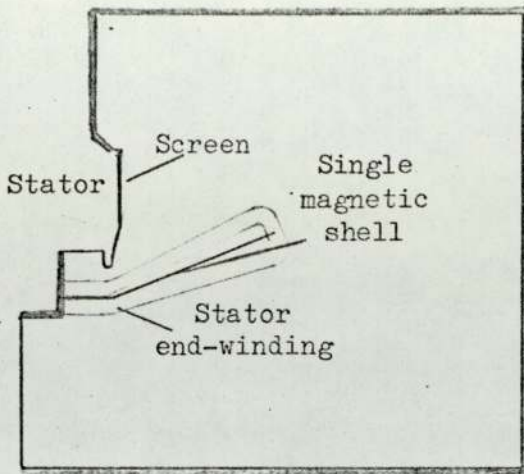 Screen
Stator
Single
magnetic
shell
Stator
end-winding